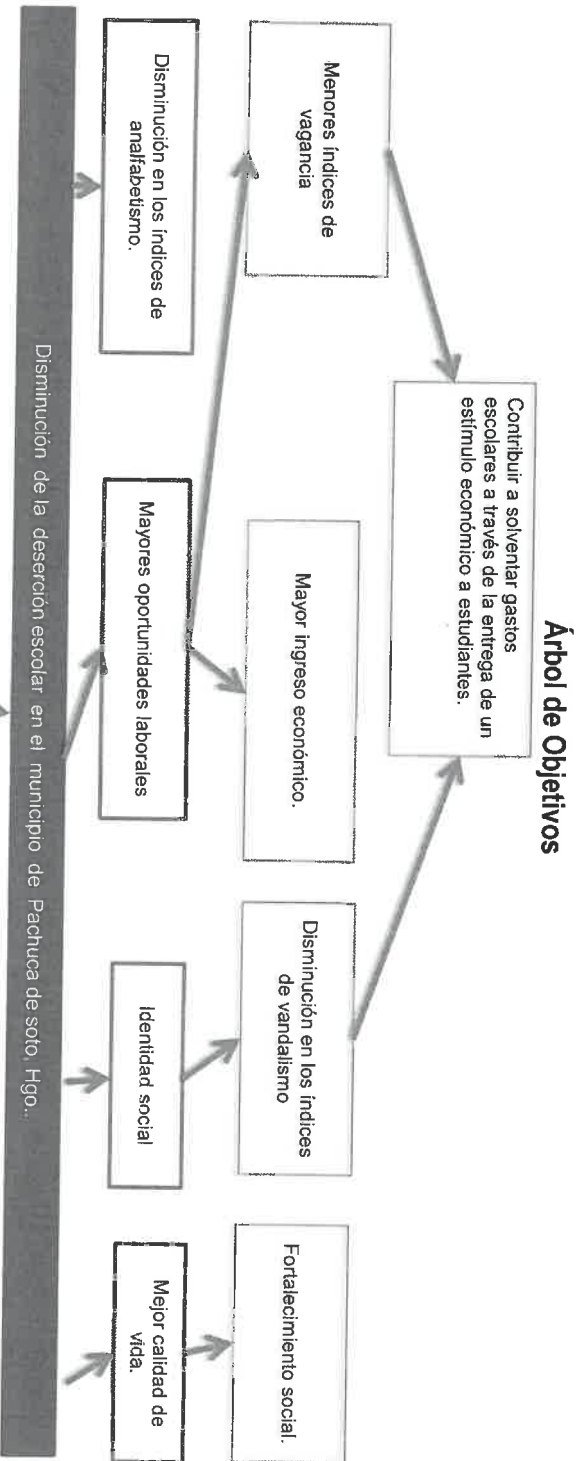 Árbol de Objetivos
Contribuir a solventar gastos
escolares a través de la entrega de un
estímulo económico a estudiantes.
Menores índices de
vagancia
Mayor ingreso económico.
Disminución en los índices
de vandalismo
Fortalecimiento social.
Disminución en los índices de
analfabetismo.
Mayores oportunidades laborales
Identidad social
Mejor calidad de
vida.
Disminución de la deserción escolar en el municipio de Pachuca de soto, Hgo..